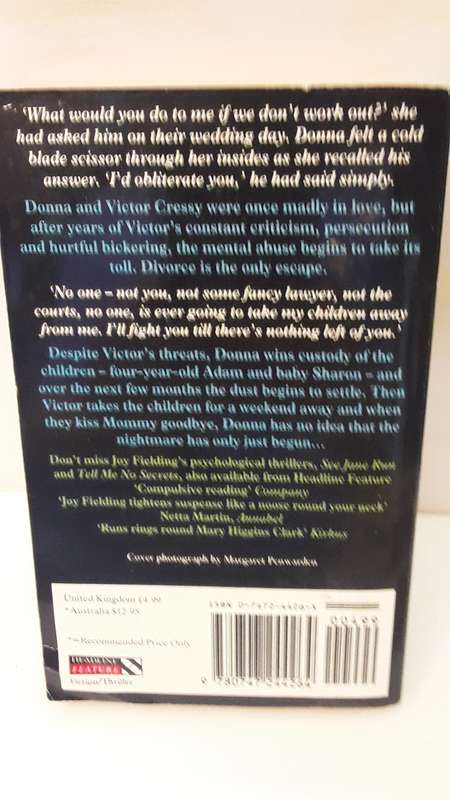 'What would you do to me if we don't work out?' she
had asked him on their wedding day. Donna felt a cold
blade scissor through her insides as she recalled his
answer. 'I'd obliterate you,' he had said simply.
Donna and Victor Cressy were once madly in love, but
after years of Victor's constant criticism, persecution
and hurtful bickering, the mental abuse begins to take its
toll. Divorce is the only escape.
'No one – not you, not some fancy lawyer, not the
courts, no one, is ever going to take my children away
from me. I'll fight you till there's nothing left of you.'
Despite Victor's threats, Donna wins custody of the
children – four-year-old Adam and baby Sharon – and
over the next few months the dust begins to settle. Then
Victor takes the children for a weekend away and when
they kiss Mommy goodbye, Donna has no idea that the
nightmare has only just begun...
Don't miss Joy Fielding's psychological thrillers, See Jane Run
and Tell Me No Secrets, also available from Headline Feature
'Compulsive reading' Company
'Joy Fielding tightens suspense like a noose round your neck'
Netta Martin, Annabel
'Runs rings round Mary Higgins Clark' Kirkus
Cover photograph by Margaret Penwarden
United Kingdom £4.99
*Australia $12.95
*=Recommended Price Only
HEADLINE
FEATURE
Fiction/Thriller
ISBN 0-7472-4426-
00499
9 780747 244264